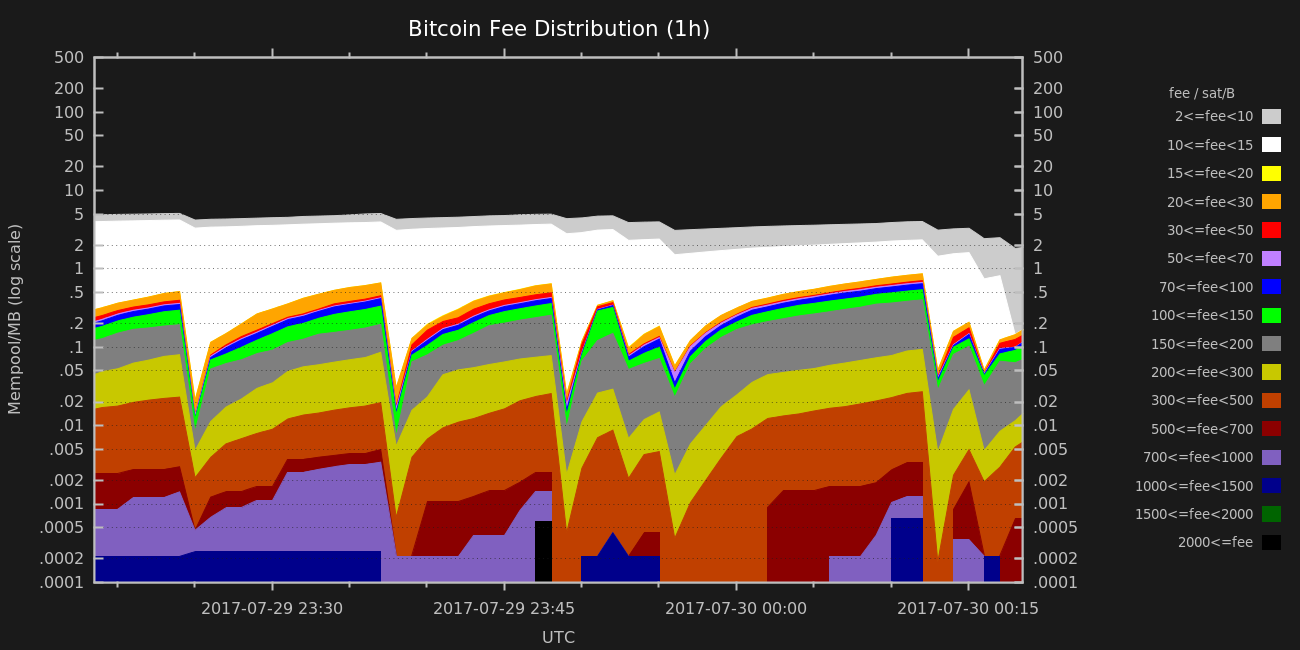 Bitcoin Fee Distribution (1h)
500
200
100
50
20
10
5
2
1
.5
.2
.1
.05
.02
.01
.005
.002
.001
.0005
.0002
.0001
Mempool/MB (log scale)
500
200
100
50
20
10
5
2
1
.5
.2
.1
.05
.02
.01
.005
.002
.001
.0005
.0002
.0001
2017-07-29 23:30 2017-07-29 23:45 2017-07-30 00:00 2017-07-30 00:15
UTC
fee / sat/B
2<=fee<10
10<=fee<15
15<=fee<20
20<=fee<30
30<=fee<50
50<=fee<70
70<=fee<100
100<=fee<150
150<=fee<200
200<=fee<300
300<=fee<500
500<=fee<700
700<=fee<1000
1000<=fee<1500
1500<=fee<2000
2000<=fee